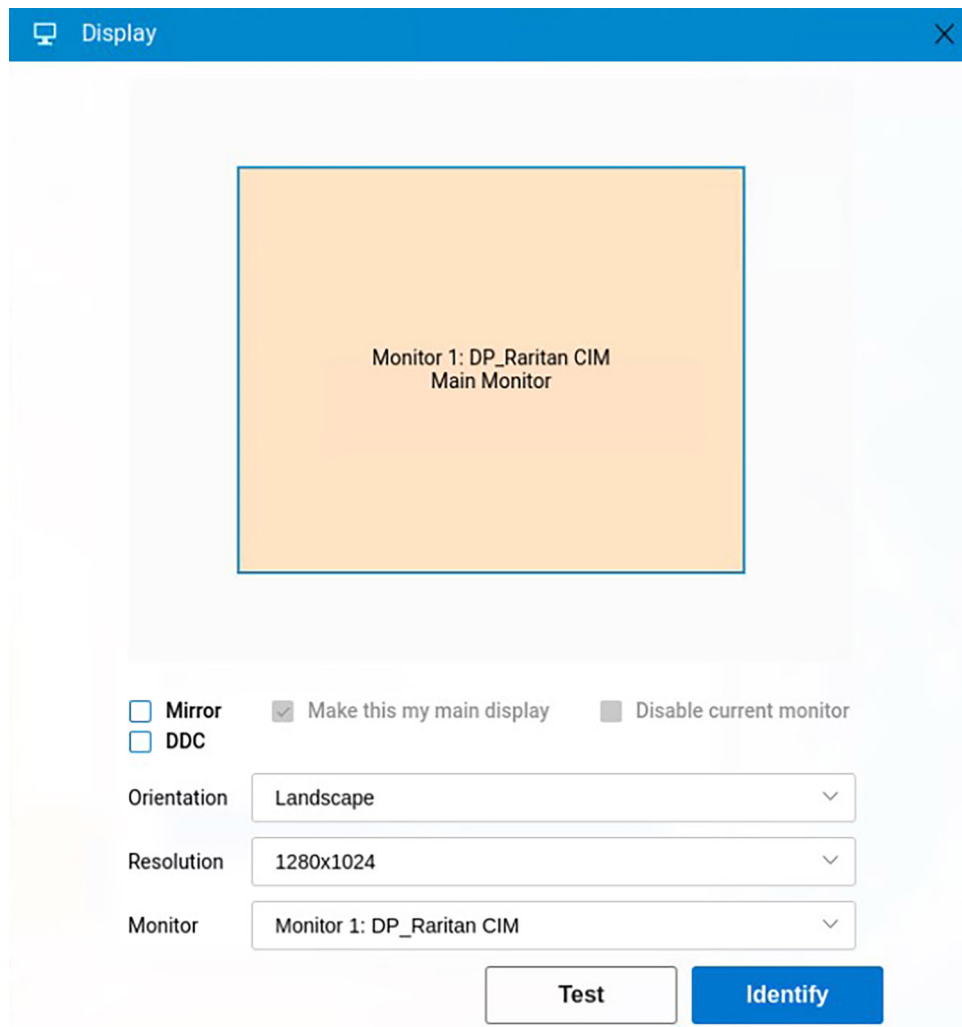 Display
Monitor 1: DP_Raritan CIM
Main Monitor
Mirror Make this my main display Disable current monitor
DDC
Orientation Landscape
Resolution 1280x1024
Monitor Monitor 1: DP_Raritan CIM
Test Identify